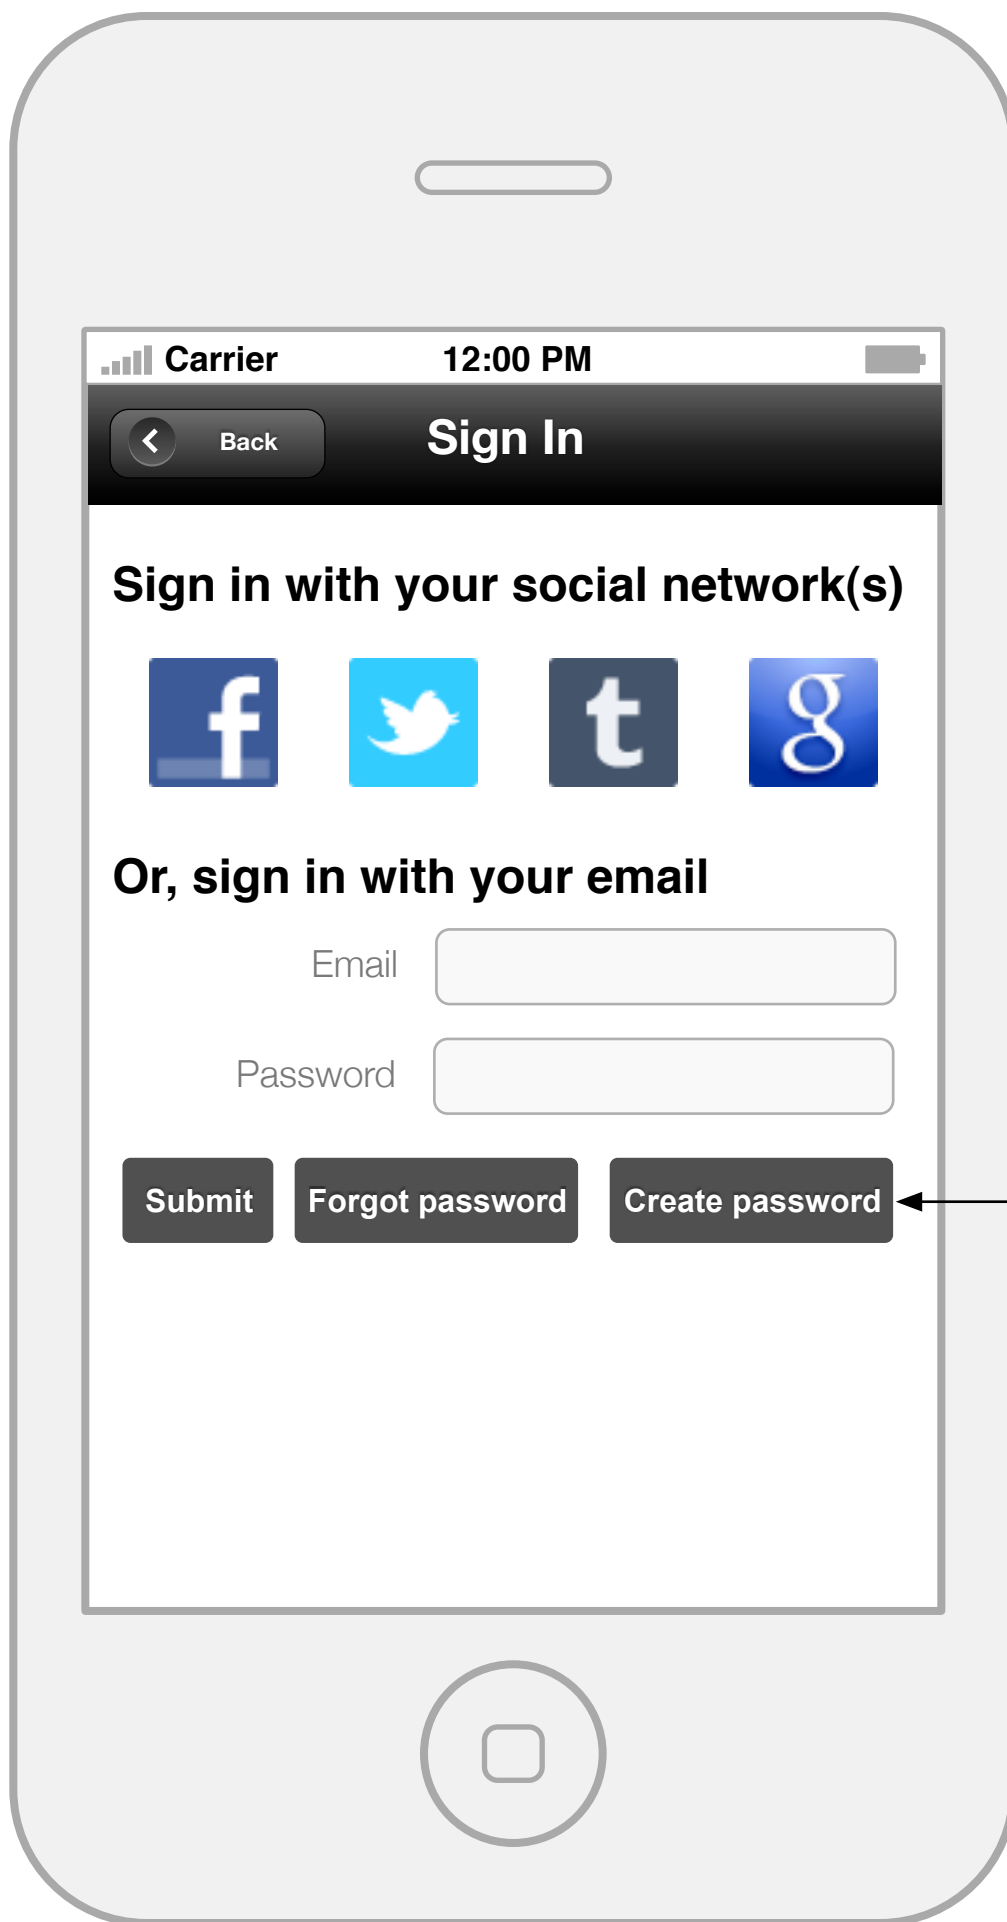 Carrier 12:00 PM
Back Sign In
Sign in with your social network(s)
f t g
Or, sign in with your email
Email
Password
Submit Forgot password Create password